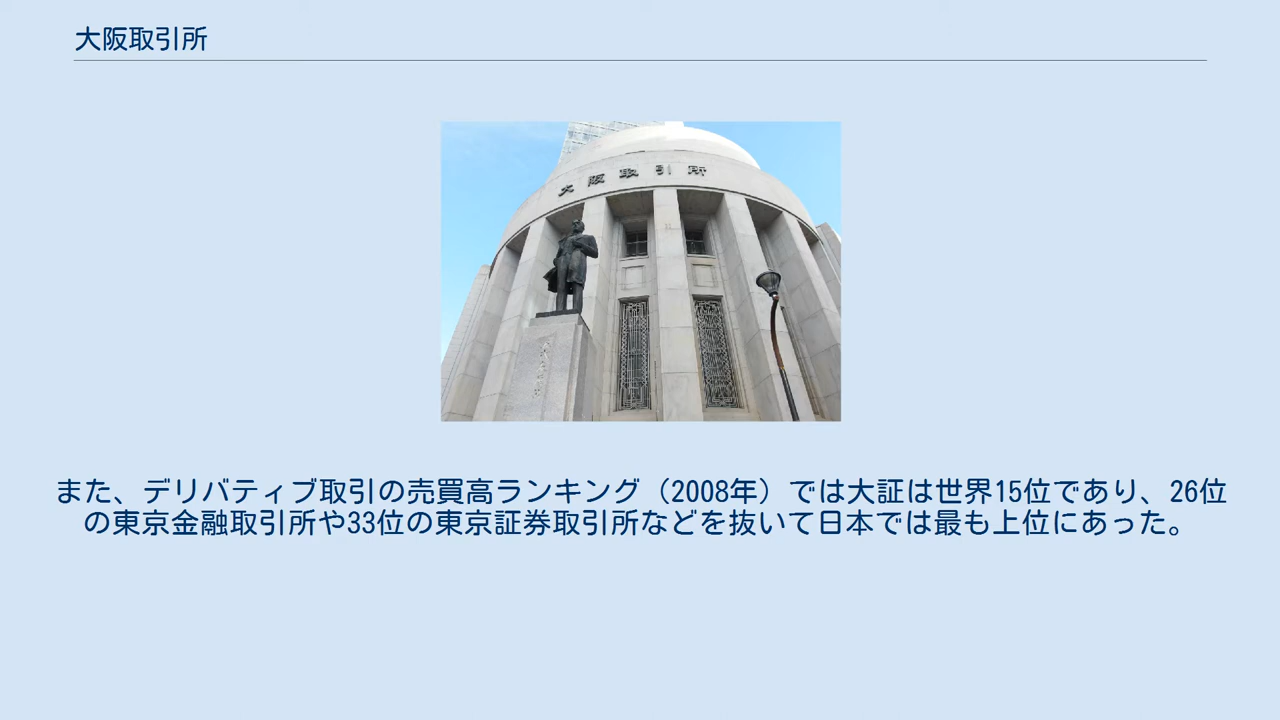 大阪取引所
大阪取引所
また、デリバティブ取引の売買高ランキング（2008年）では大証は世界15位であり、26位
の東京金融取引所や33位の東京証券取引所などを抜いて日本では最も上位にあった。